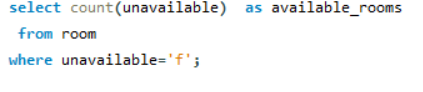 select count(unavailable)  as available_rooms
 from room
where unavailable='f';